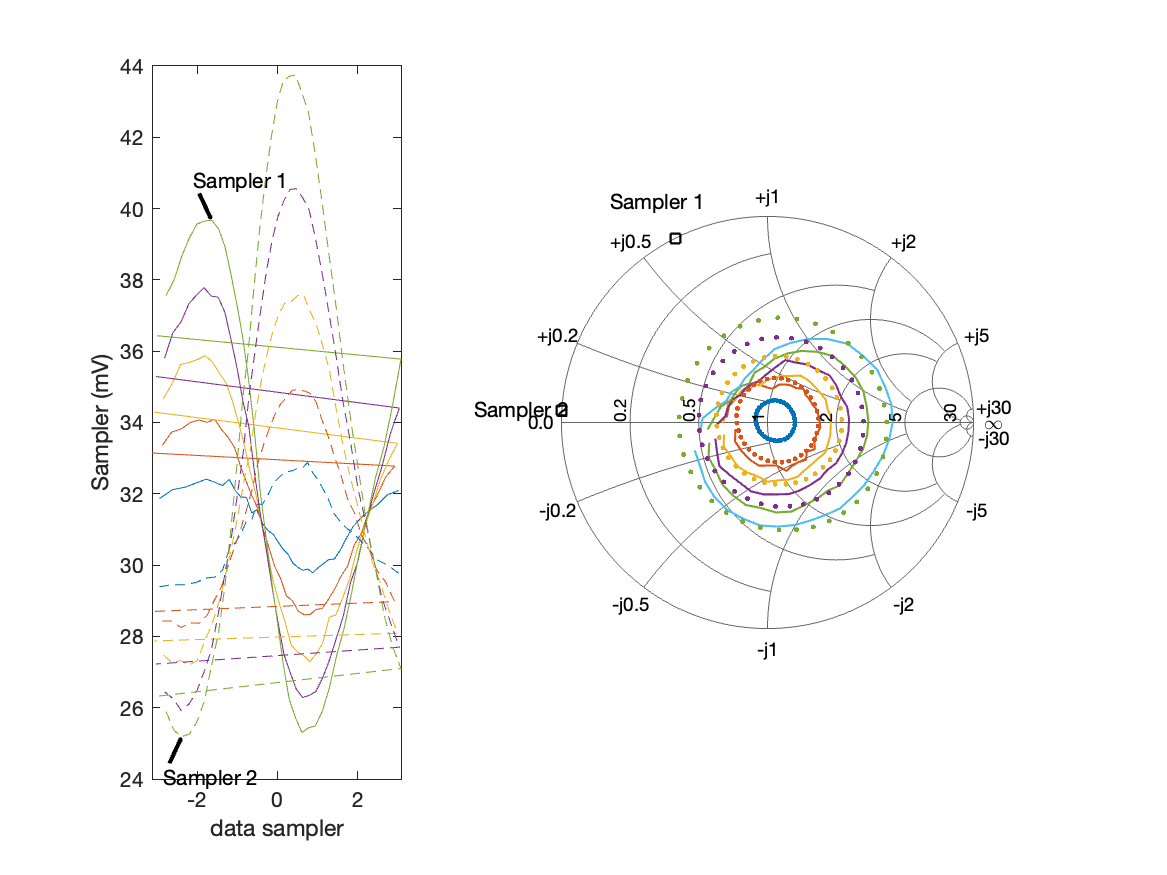 44
42
40
38
36
34
32
30
28
26
24
Sampler (mV)
Sampler 1
Sampler 2
-2
0
2
data sampler
Sampler 1
+j1
+j0.5
+j2
+j0.2
+j5
Sampler 2
0.0
0.2
0.5
1
2
5
30
+j30
∞
-j30
-j0.2
-j5
-j0.5
-j2
-j1